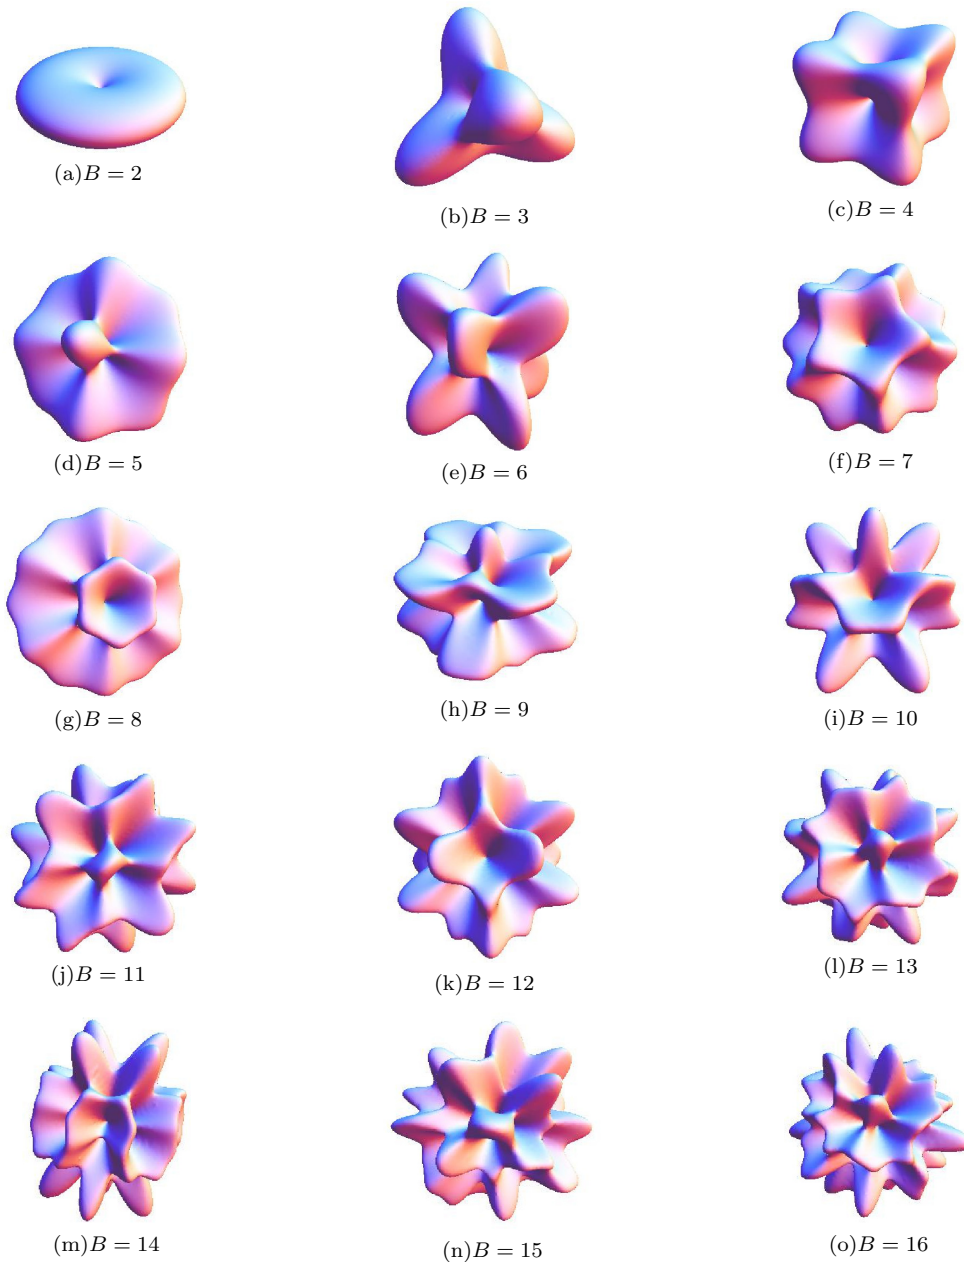 (a)B = 2
(b)B = 3
(c)B = 4
(d)B = 5
(e)B = 6
(f)B = 7
(g)B = 8
(h)B = 9
(i)B = 10
(j)B = 11
(k)B = 12
(l)B = 13
(m)B = 14
(n)B = 15
(o)B = 16